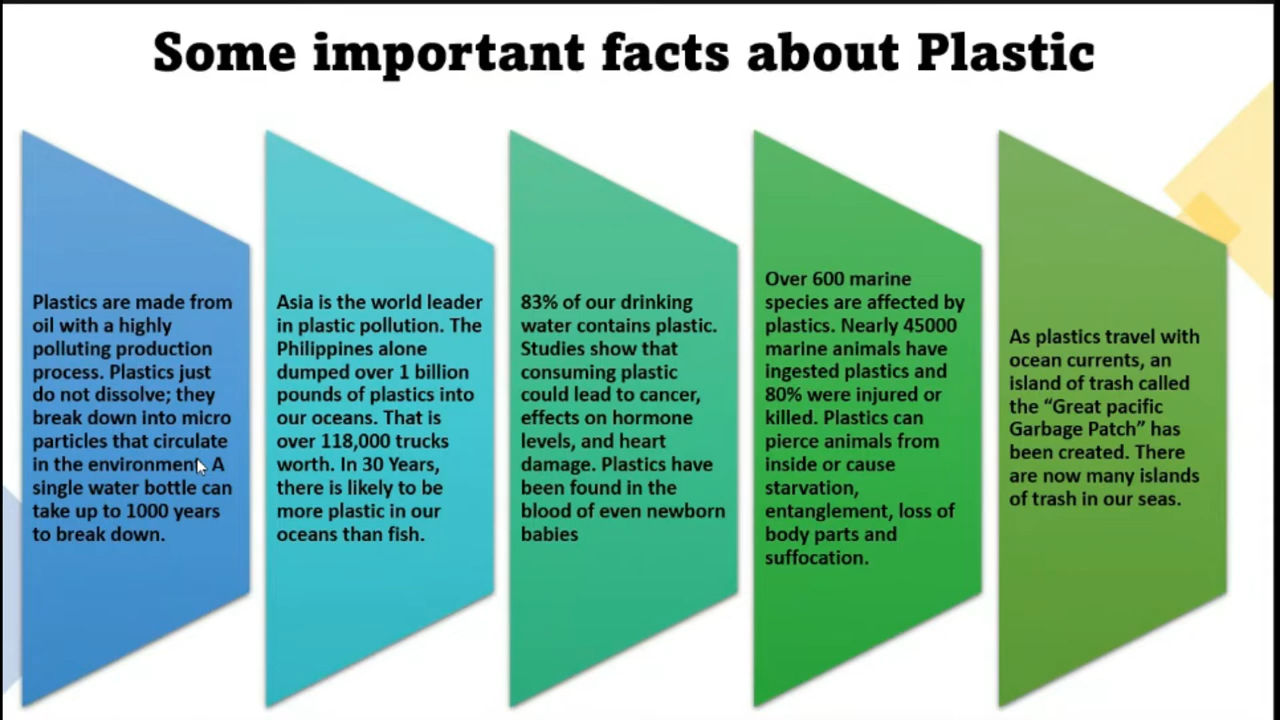 Some important facts about Plastic
Plastics are made from
oil with a highly
polluting production
process. Plastics just
do not dissolve; they
break down into micro
particles that circulate
in the environment. A
single water bottle can
take up to 1000 years
to break down.
Asia is the world leader
in plastic pollution. The
Philippines alone
dumped over 1 billion
pounds of plastics into
our oceans. That is
over 118,000 trucks
worth. In 30 Years,
there is likely to be
more plastic in our
oceans than fish.
83% of our drinking
water contains plastic.
Studies show that
consuming plastic
could lead to cancer,
effects on hormone
levels, and heart
damage. Plastics have
been found in the
blood of even newborn
babies
Over 600 marine
species are affected by
plastics. Nearly 45000
marine animals have
ingested plastics and
80% were injured or
killed. Plastics can
pierce animals from
inside or cause
starvation,
entanglement, loss of
body parts and
suffocation.
As plastics travel with
ocean currents, an
island of trash called
the “Great pacific
Garbage Patch” has
been created. There
are now many islands
of trash in our seas.